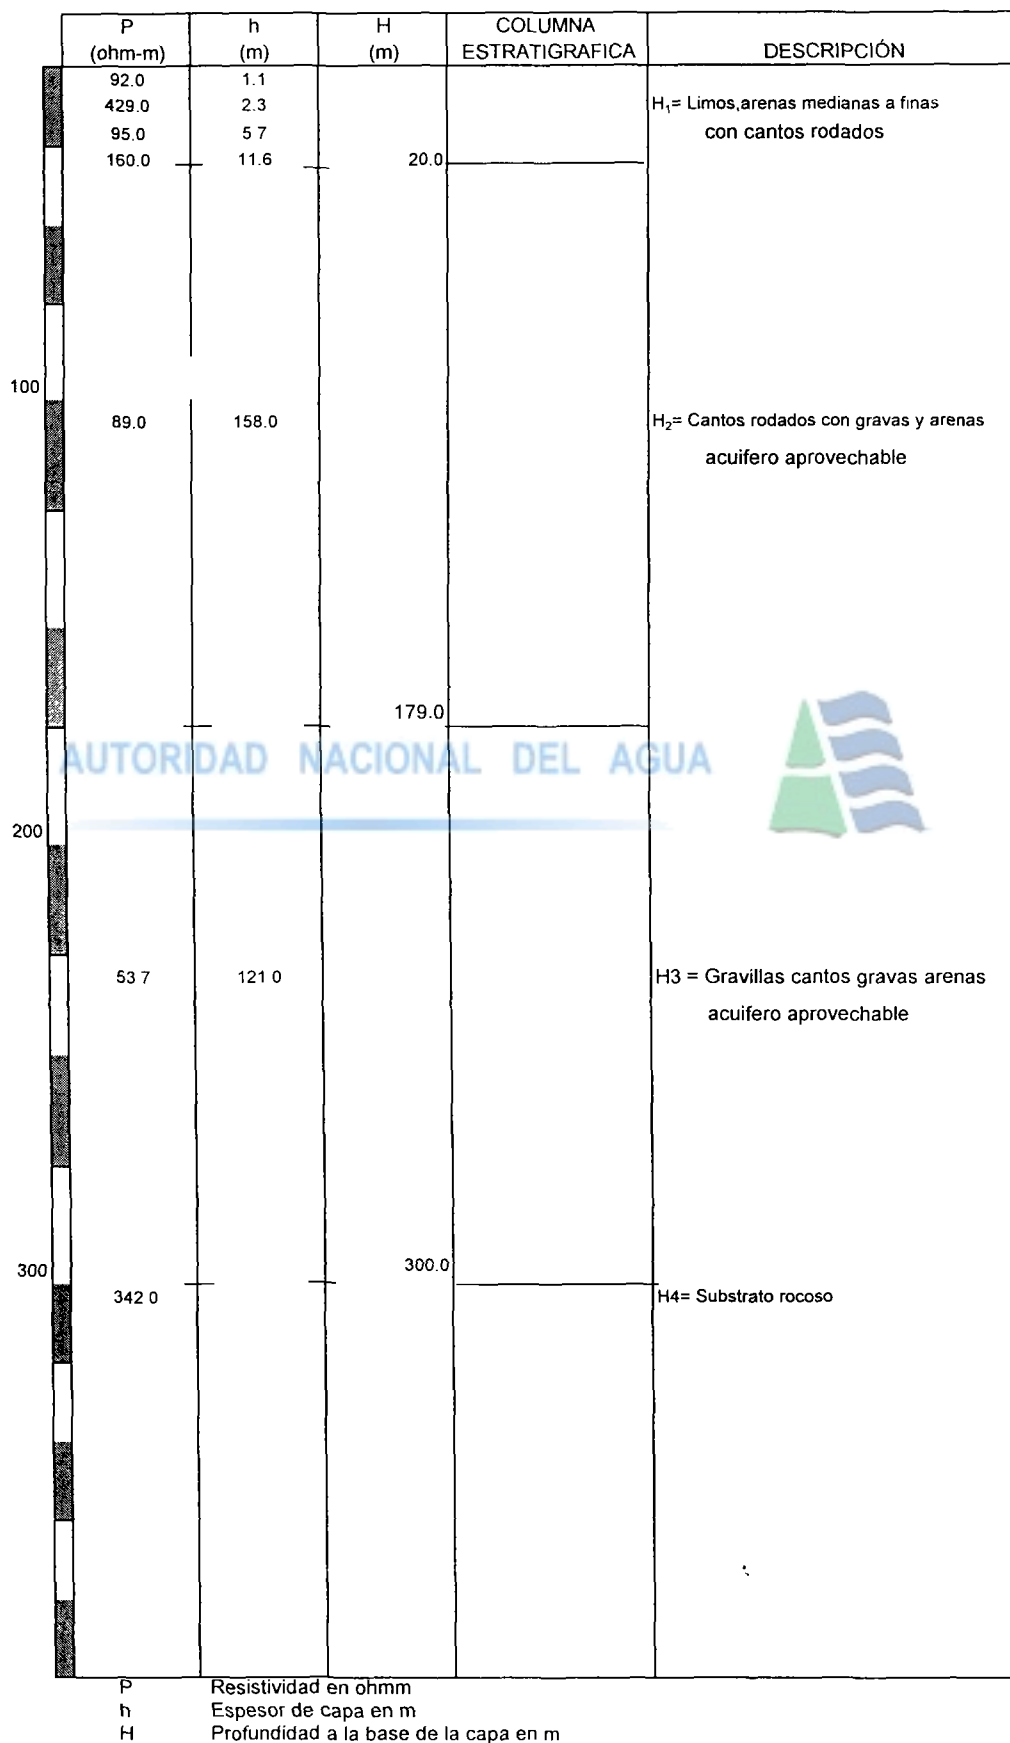 P h H COLUMNA
(ohm-m) (m) (m) ESTRATIGRAFICA DESCRIPCIÓN
92.0 1.1
429.0 2.3 H₁= Limos,arenas medianas a finas
95.0 5 7 con cantos rodados
160.0 11.6 20.0
100
89.0 158.0 H₂= Cantos rodados con gravas y arenas
acuifero aprovechable
179.0
AUTORIDAD NACIONAL DEL AGUA
200
53 7 121 0 H3 = Gravillas cantos gravas arenas
acuifero aprovechable
300 300.0
342 0 H4= Substrato rocoso
P Resistividad en ohmm
h Espesor de capa en m
H Profundidad a la base de la capa en m